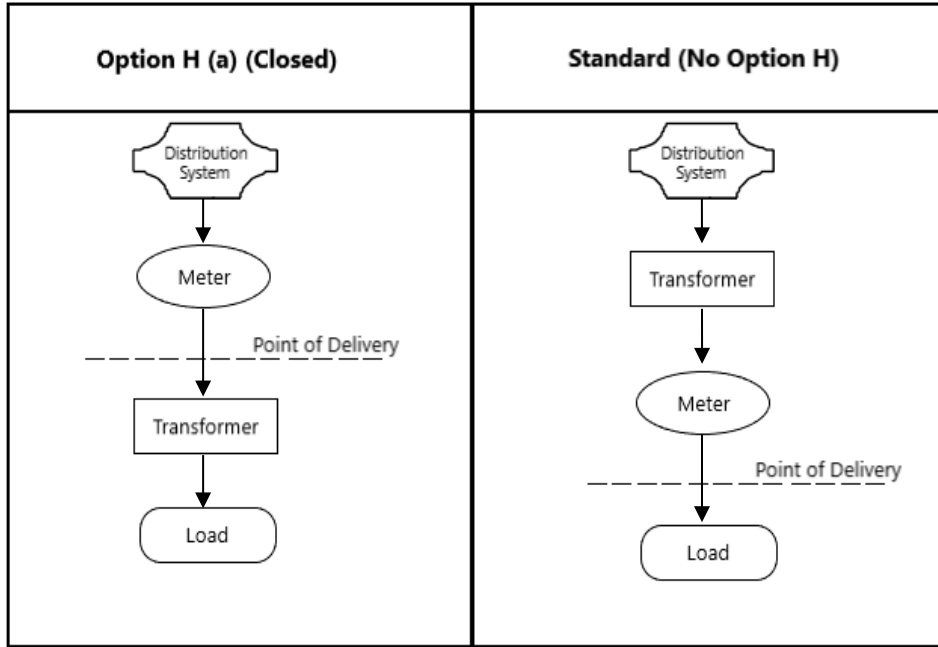 Option H (a) (Closed)
Standard (No Option H)
Distribution
System
Meter
Point of Delivery
Transformer
Load
Distribution
System
Transformer
Meter
Point of Delivery
Load